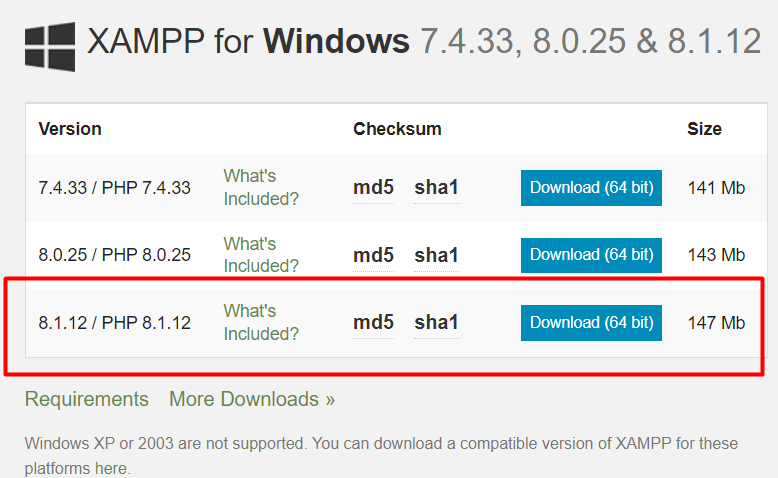 XAMPP for Windows 7.4.33, 8.0.25 & 8.1.12
Version Checksum Size
7.4.33 / PHP 7.4.33 What's Included? md5 sha1 Download (64 bit) 141 Mb
8.0.25 / PHP 8.0.25 What's Included? md5 sha1 Download (64 bit) 143 Mb
8.1.12 / PHP 8.1.12 What's Included? md5 sha1 Download (64 bit) 147 Mb
Requirements More Downloads »
Windows XP or 2003 are not supported. You can download a compatible version of XAMPP for these
platforms here.